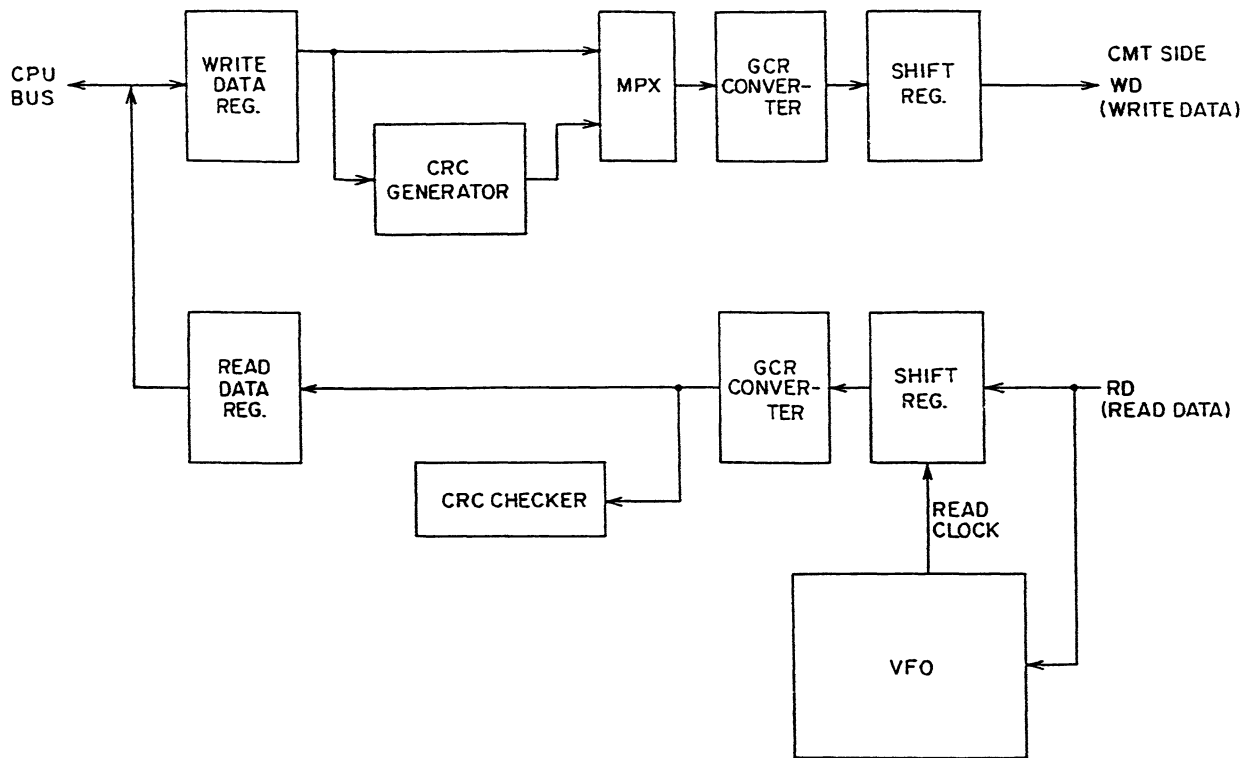 CPU
BUS
WRITE
DATA
REG.
CRC
GENERATOR
MPX
GCR
CONVER-
TER
SHIFT
REG.
CMT SIDE
WD
(WRITE DATA)
READ
DATA
REG.
CRC CHECKER
GCR
CONVER-
TER
SHIFT
REG.
RD
(READ DATA)
READ
CLOCK
VFO